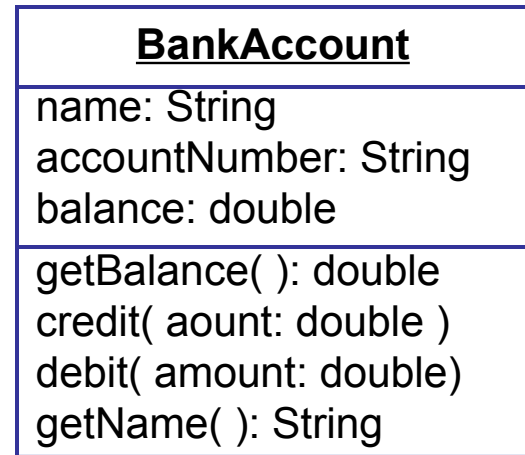 BankAccount
name: String
accountNumber: String
balance: double
getBalance( ): double
credit( aount: double )
debit( amount: double)
getName( ): String